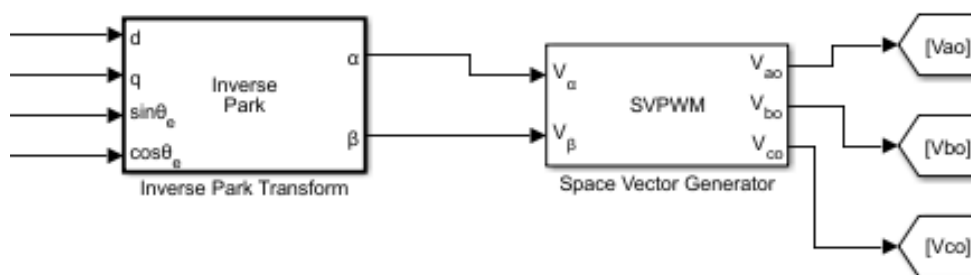 d
q
sinθe
cosθe
Inverse
Park
α
β
Inverse Park Transform
Vα
Vβ
SVPWM
Vao
Vbo
Vco
Space Vector Generator
[Vao]
[Vbo]
[Vco]